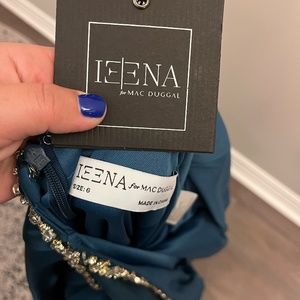 IEENA
for MAC DUGGAL
IEENA for MAC DUGGAL
SIZE: 6
MADE IN CHINA